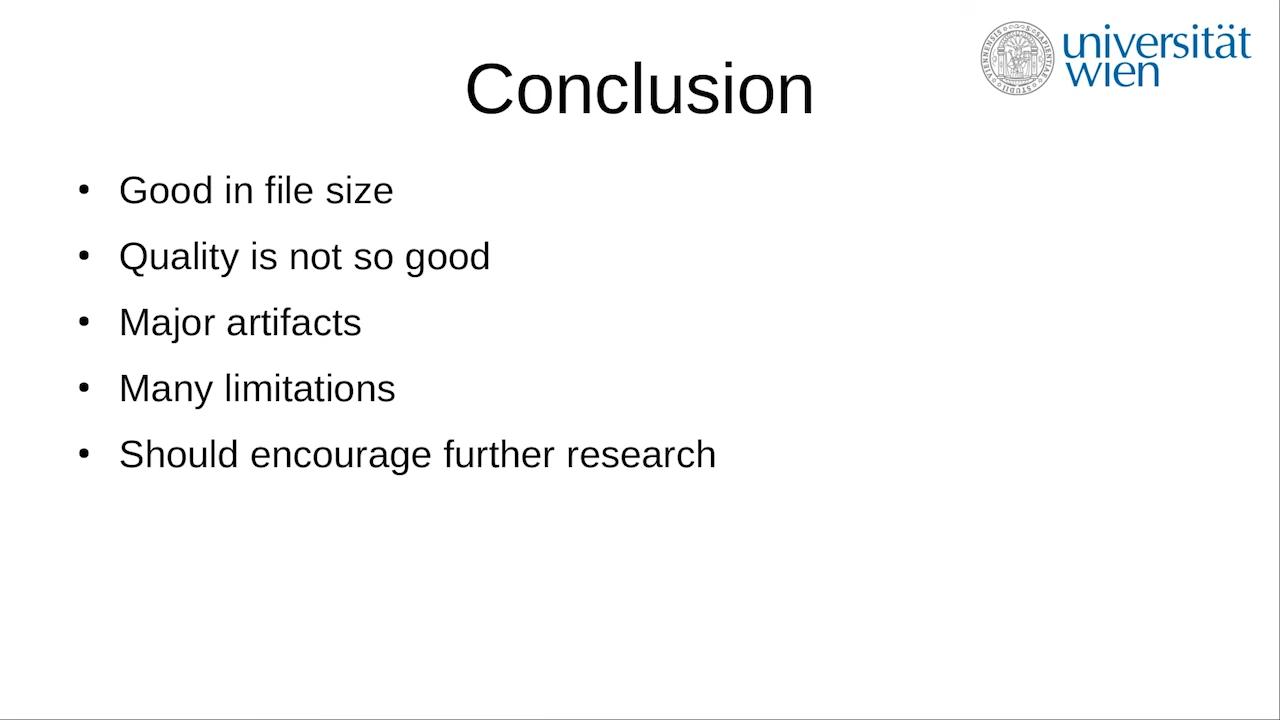 universität
wien
Conclusion
• Good in file size
• Quality is not so good
• Major artifacts
• Many limitations
• Should encourage further research